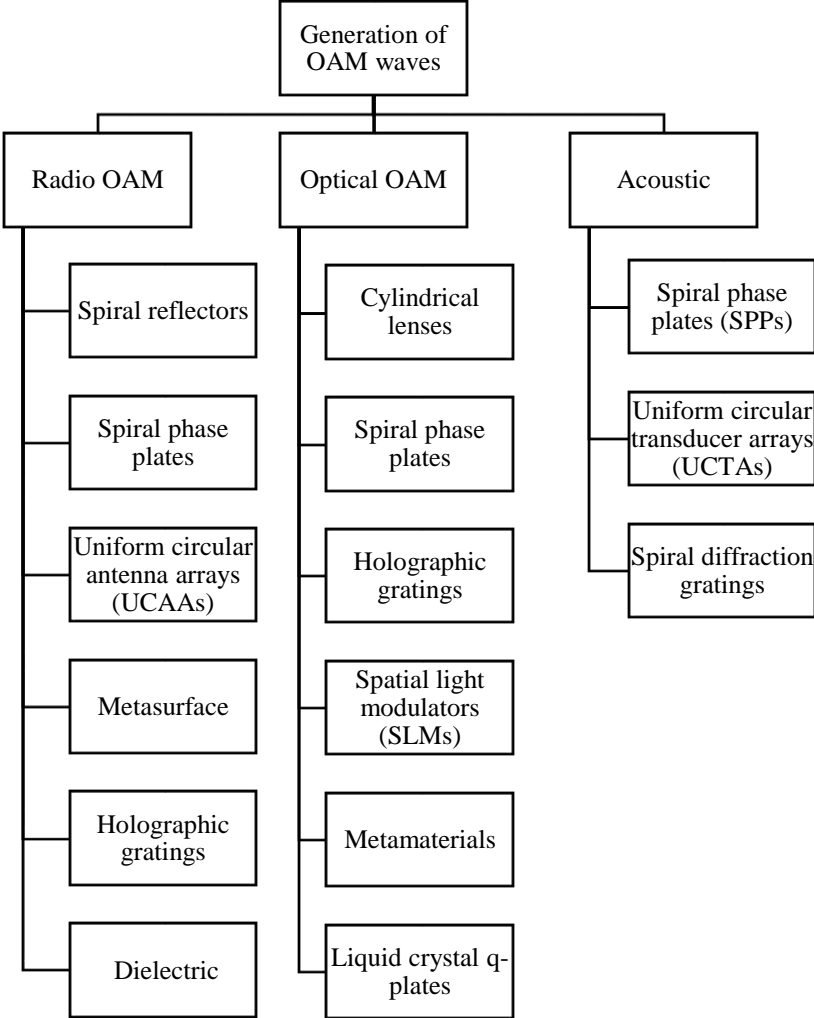 Generation of
OAM waves
Radio OAM
Optical OAM
Acoustic
Spiral reflectors
Spiral phase
plates
Uniform circular
antenna arrays
(UCAAs)
Metasurface
Holographic
gratings
Dielectric
Cylindrical
lenses
Spiral phase
plates
Holographic
gratings
Spatial light
modulators
(SLMs)
Metamaterials
Liquid crystal q-
plates
Spiral phase
plates (SPPs)
Uniform circular
transducer arrays
(UCTAs)
Spiral diffraction
gratings